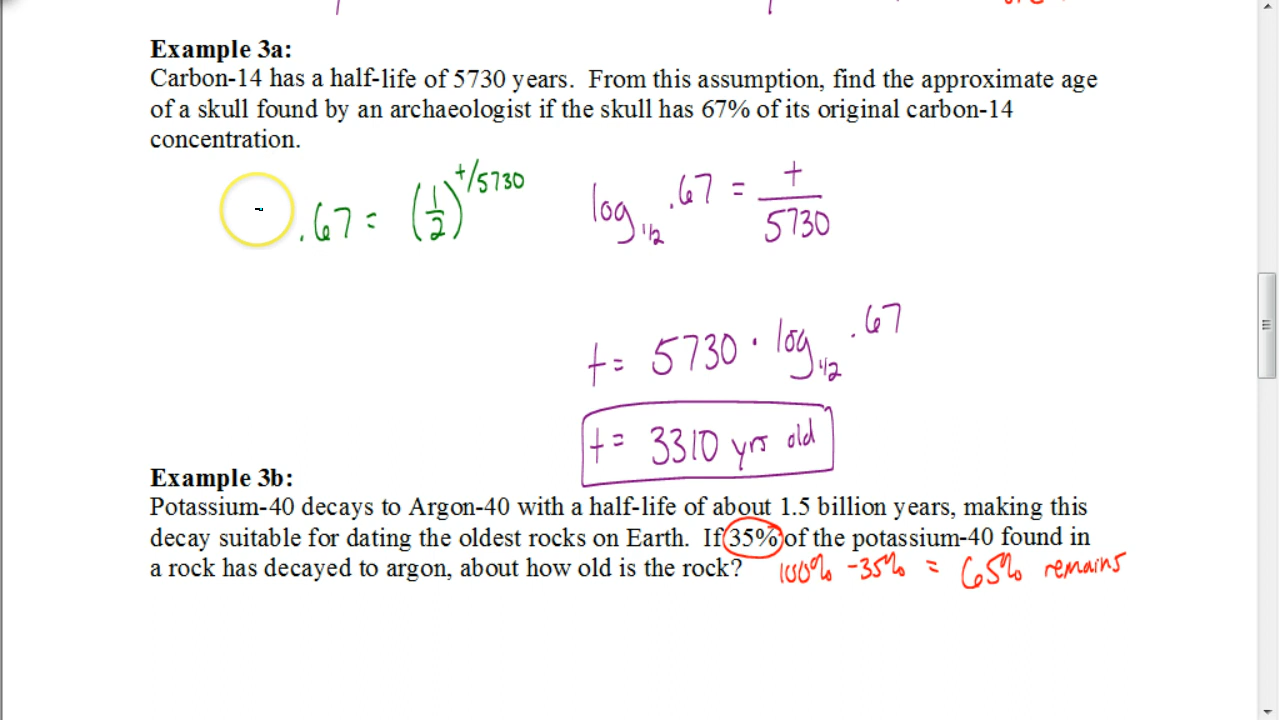 Example 3a:
Carbon-14 has a half-life of 5730 years. From this assumption, find the approximate age
of a skull found by an archaeologist if the skull has 67% of its original carbon-14
concentration.
.67 = (1/2)^t/5730
log_1/2 .67 = t/5730
t = 5730 · log_1/2 .67
t = 3310 yrs old
Example 3b:
Potassium-40 decays to Argon-40 with a half-life of about 1.5 billion years, making this
decay suitable for dating the oldest rocks on Earth. If 35% of the potassium-40 found in
a rock has decayed to argon, about how old is the rock? 100% - 35% = 65% remains